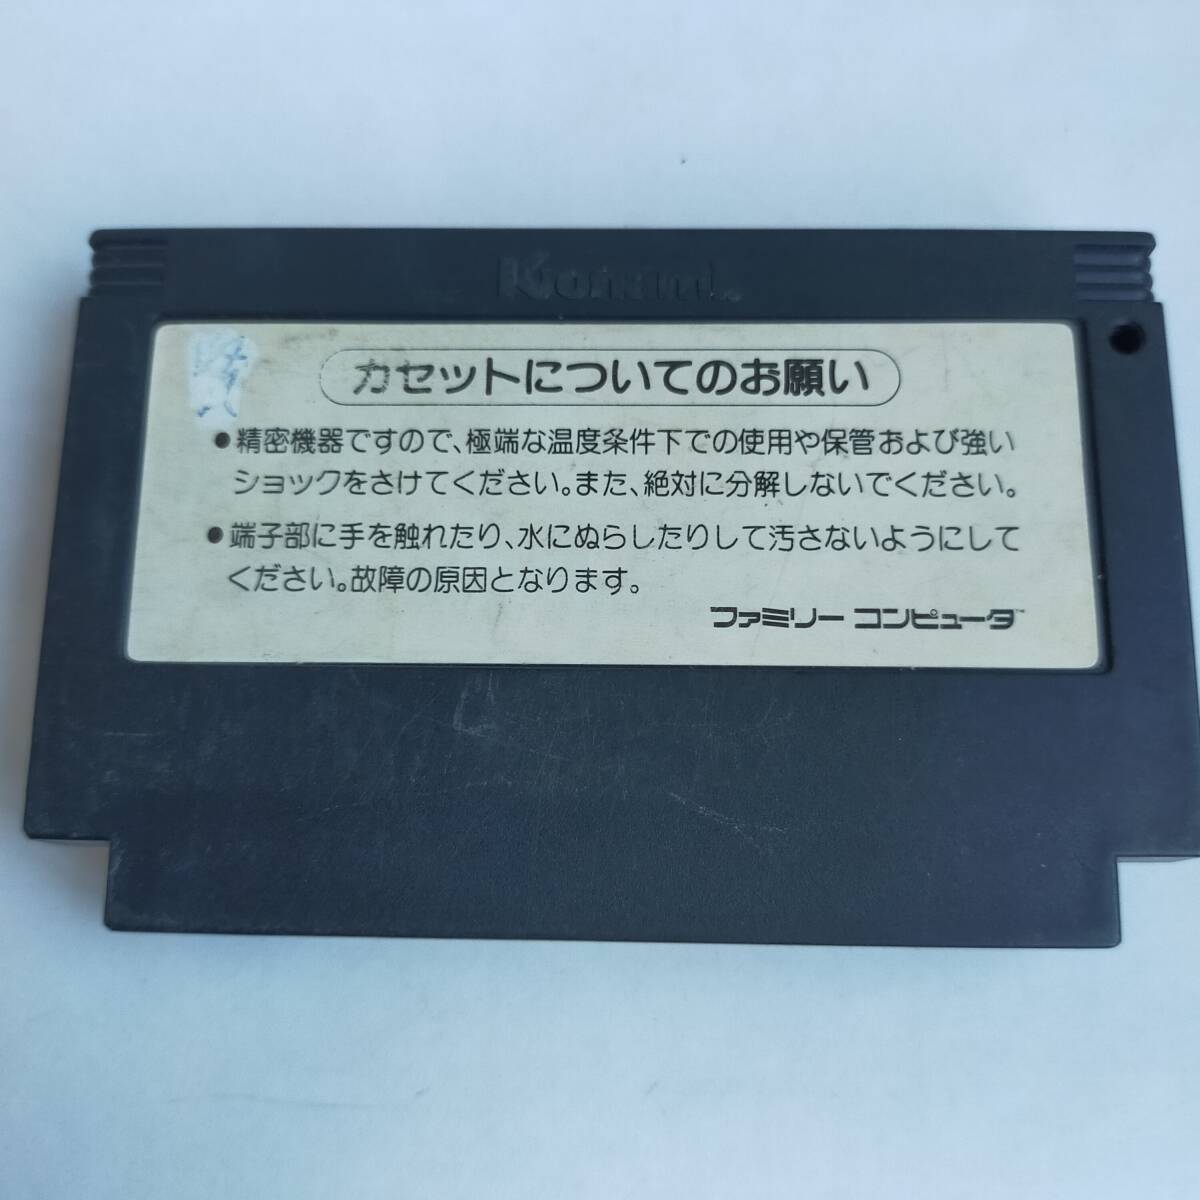 Konami
カセットについてのお願い
●精密機器ですので、極端な温度条件下での使用や保管および強い
ショックをさけてください。また、絶対に分解しないでください。
●端子部に手を触れたり、水にぬらしたりして汚さないようにして
ください。故障の原因となります。
ファミリー コンピュータ™